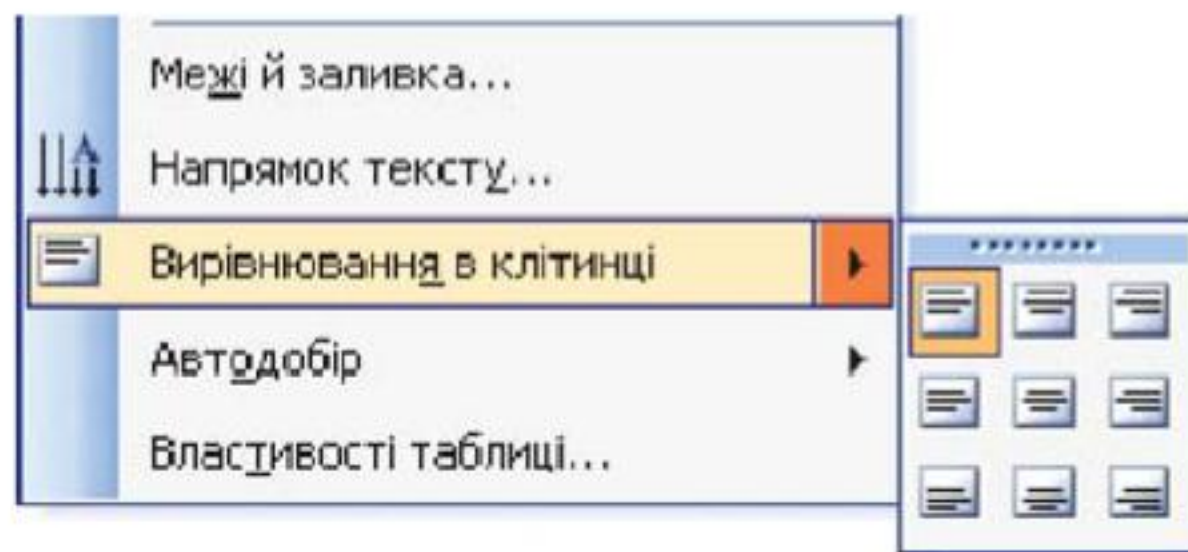 Межі й заливка...
Напрямок тексту...
Вирівнювання в клітинці
Автодобір
Властивості таблиці...